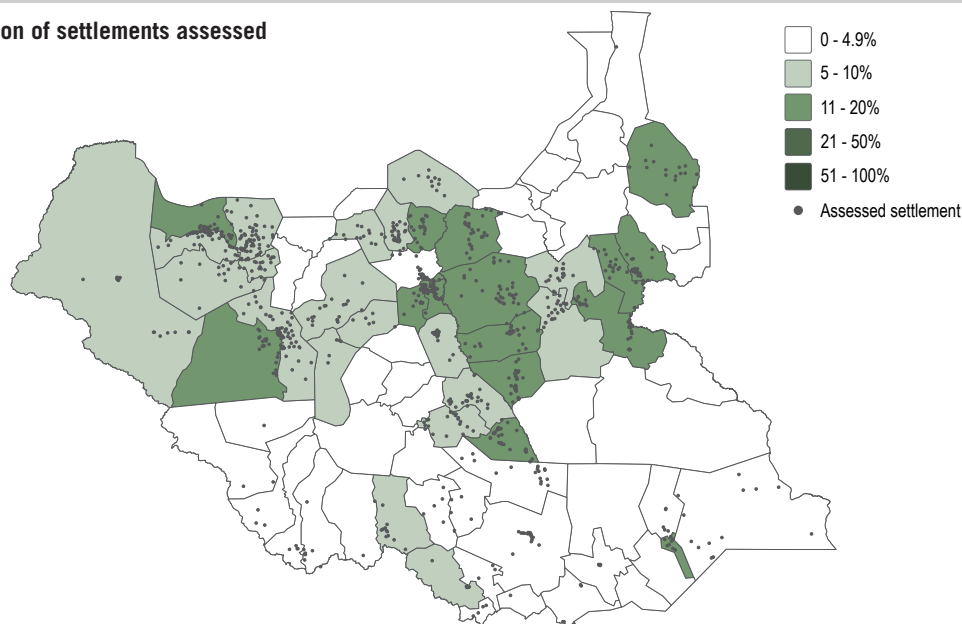 on of settlements assessed
0 - 4.9%
5 - 10%
11 - 20%
21 - 50%
51 - 100%
Assessed settlement